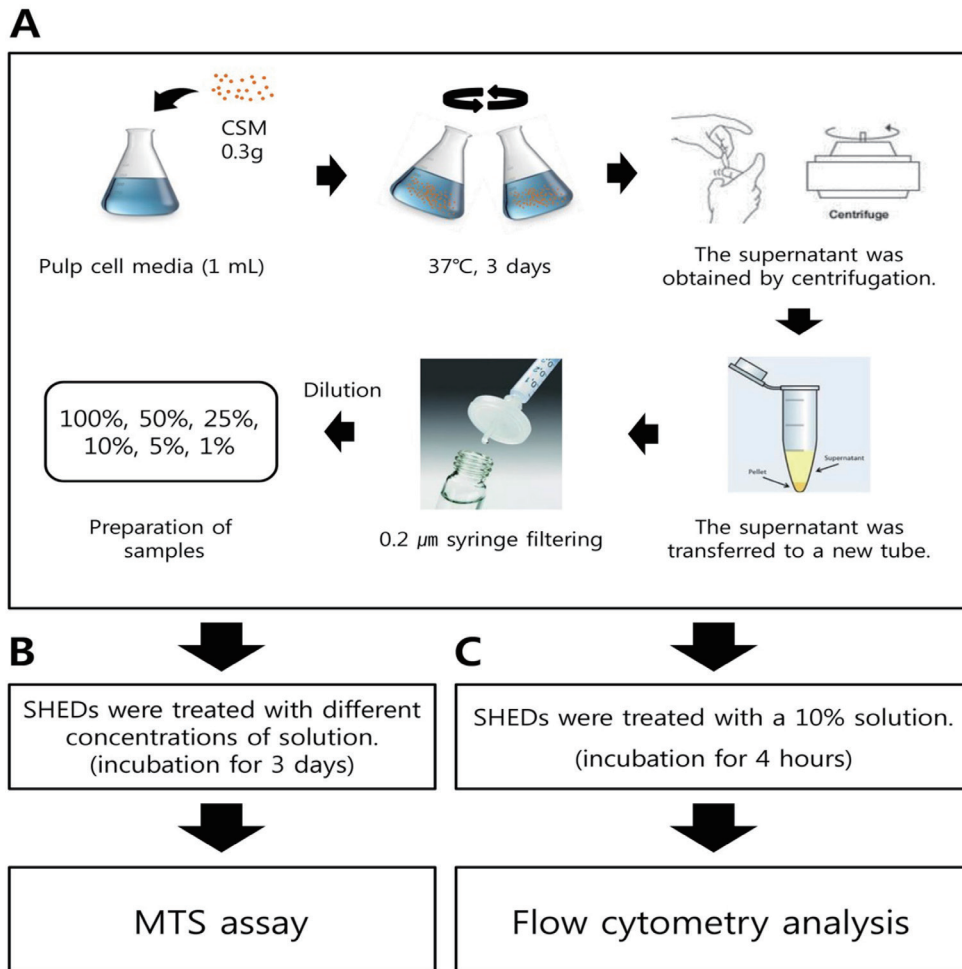 A
CSM
0.3g
Pulp cell media (1 mL)
37℃, 3 days
Centrifuge
The supernatant was
obtained by centrifugation.
Dilution
100%, 50%, 25%,
10%, 5%, 1%
Preparation of
samples
0.2 ㎛ syringe filtering
Supernatant
Pellet
The supernatant was
transferred to a new tube.
B
SHEDs were treated with different
concentrations of solution.
(incubation for 3 days)
MTS assay
C
SHEDs were treated with a 10% solution.
(incubation for 4 hours)
Flow cytometry analysis